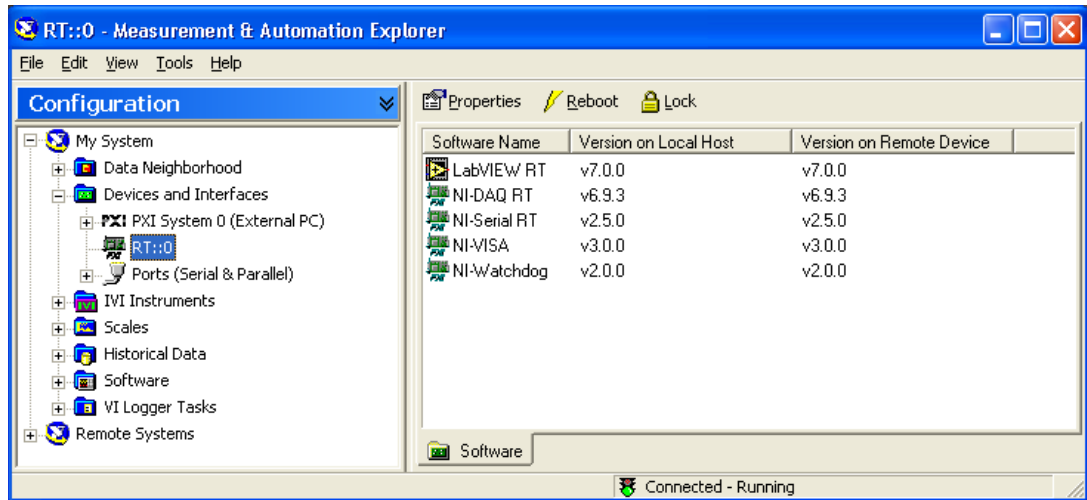 RT::0 - Measurement & Automation Explorer
File Edit View Tools Help
Configuration
My System
Data Neighborhood
Devices and Interfaces
PXI PXI System 0 (External PC)
RT::0
Ports (Serial & Parallel)
IVI IVI Instruments
Scales
Historical Data
Software
VI Logger Tasks
Remote Systems
Properties Reboot Lock
Software Name Version on Local Host Version on Remote Device
LabVIEW RT v7.0.0 v7.0.0
NI-DAQ RT v6.9.3 v6.9.3
NI-Serial RT v2.5.0 v2.5.0
NI-VISA v3.0.0 v3.0.0
NI-Watchdog v2.0.0 v2.0.0
Software
Connected - Running